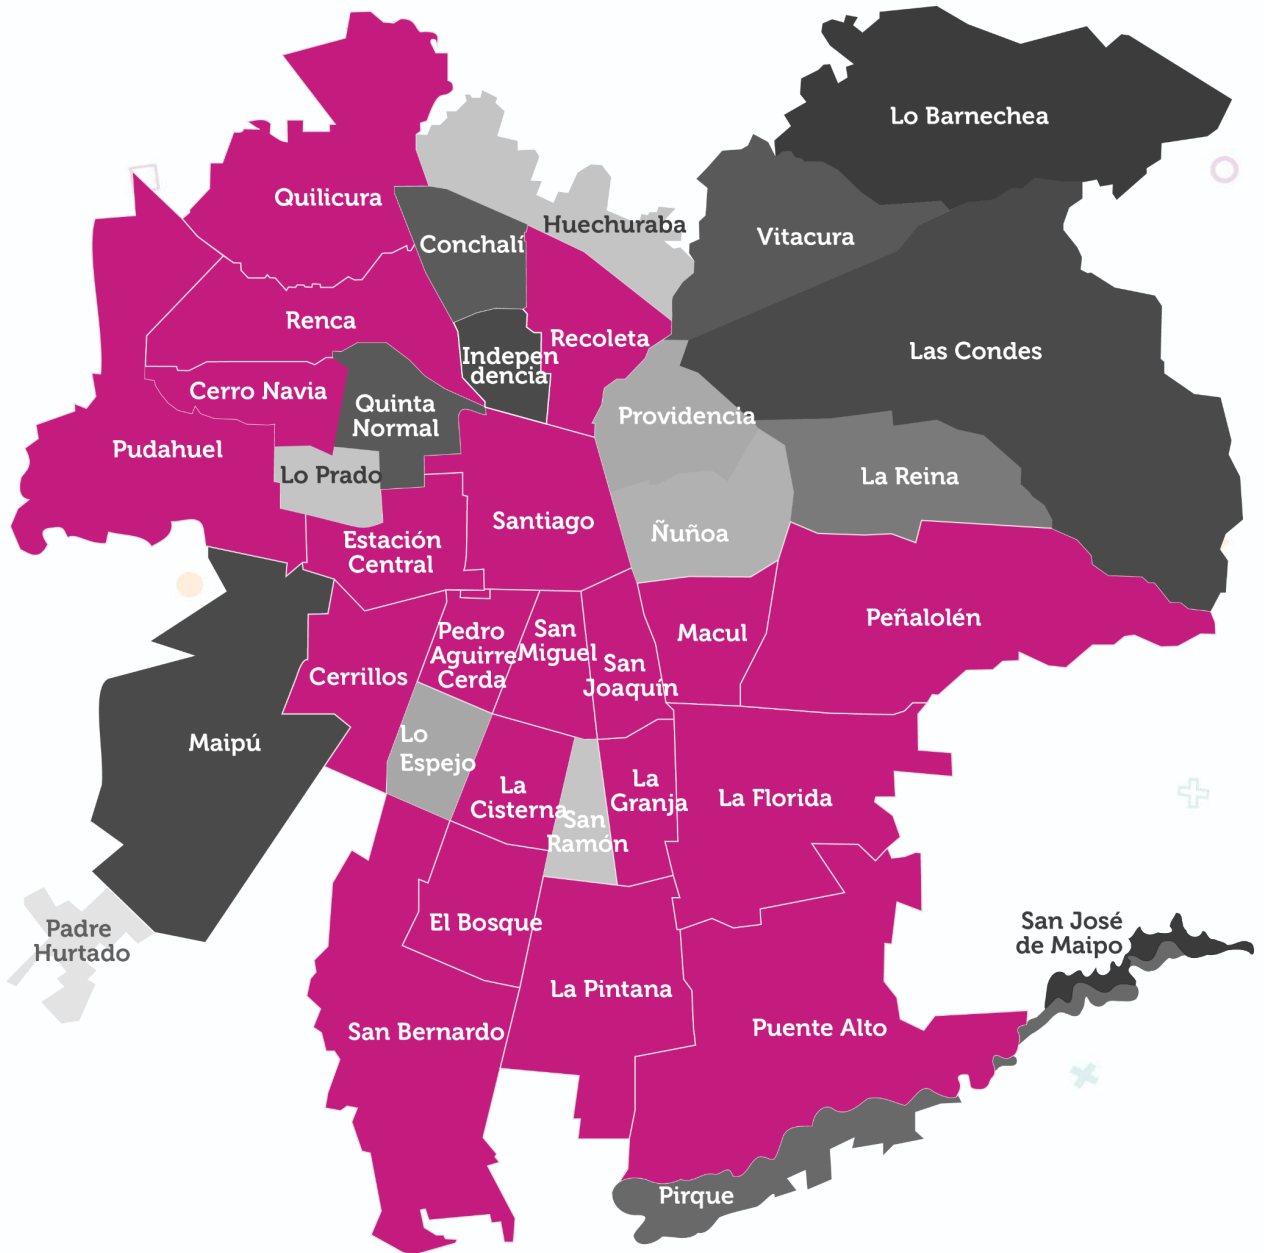 Lo Barnechea
Quilicura
Huechuraba
Vitacura
Conchalí
Renca
Recoleta
Indepen
dencia
Las Condes
Cerro Navia
Quinta
Normal
Providencia
Pudahuel
Lo Prado
La Reina
Santiago
Ñuñoa
Estación
Central
Peñalolén
Pedro
Aguirre
Cerda
San
Miguel
San
Joaquín
Macul
Cerrillos
Maipú
Lo
Espejo
La
Cisterna
San
Ramón
La
Granja
La Florida
Padre
Hurtado
El Bosque
San José
de Maipo
La Pintana
San Bernardo
Puente Alto
Pirque